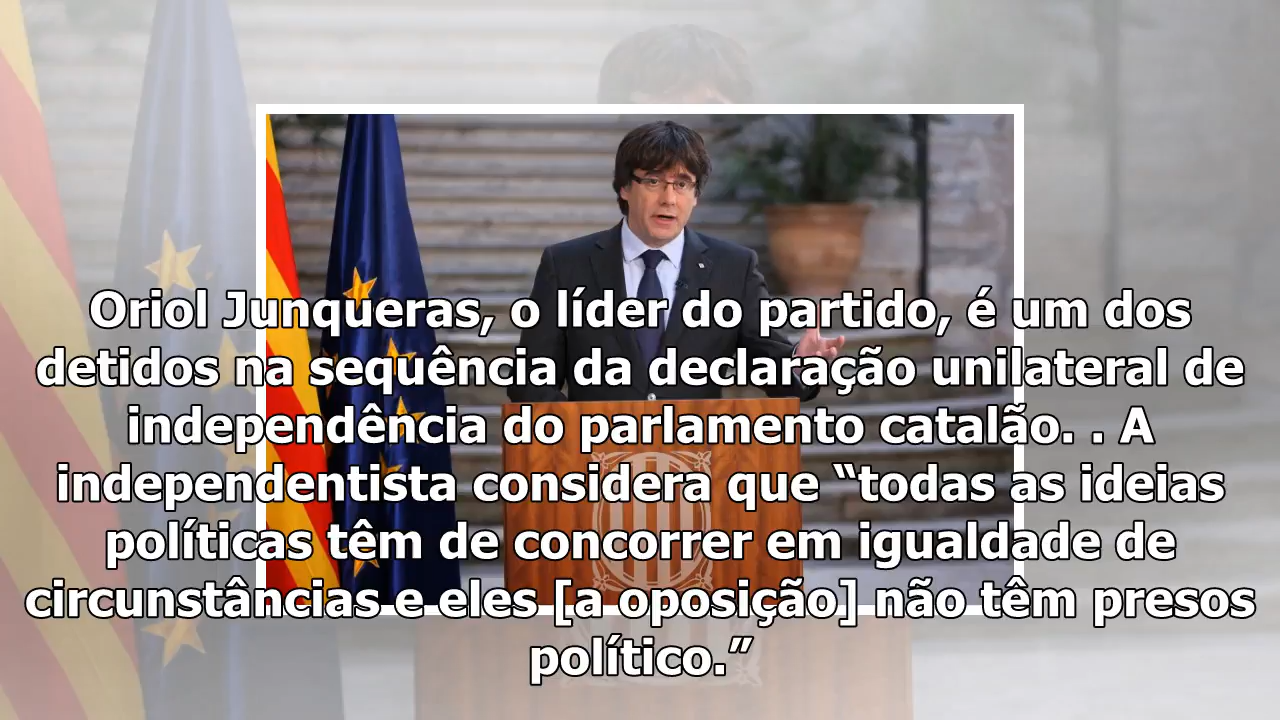 Oriol Junqueras, o líder do partido, é um dos
detidos na sequência da declaração unilateral de
independência do parlamento catalão. . A
independentista considera que “todas as ideias
políticas têm de concorrer em igualdade de
circunstâncias e eles [a oposição] não têm presos
político.”